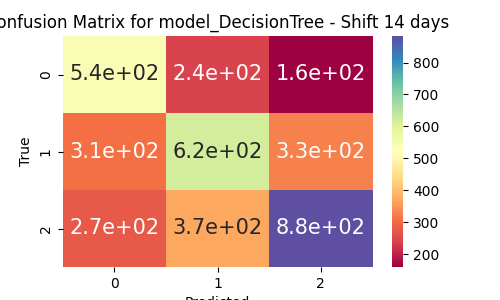 onfusion Matrix for model_DecisionTree - Shift 14 days
0 5.4e+02 2.4e+02 1.6e+02
1 3.1e+02 6.2e+02 3.3e+02
2 2.7e+02 3.7e+02 8.8e+02
0 1 2
True
Predicted
800
700
600
500
400
300
200